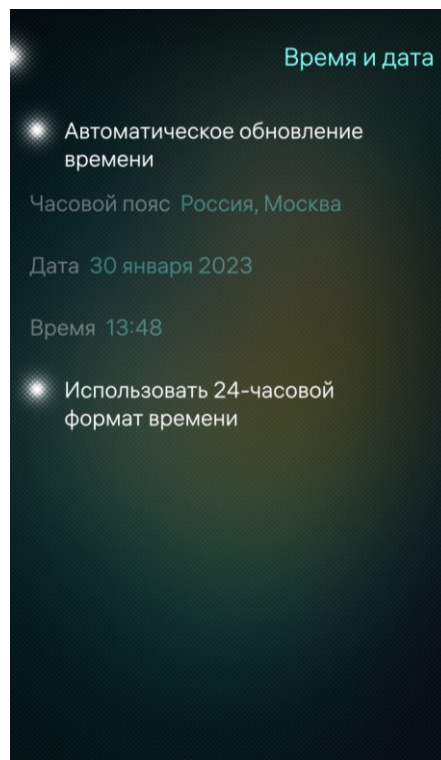 Время и дата
Автоматическое обновление
времени
Часовой пояс Россия, Москва
Дата 30 января 2023
Время 13:48
Использовать 24-часовой
формат времени